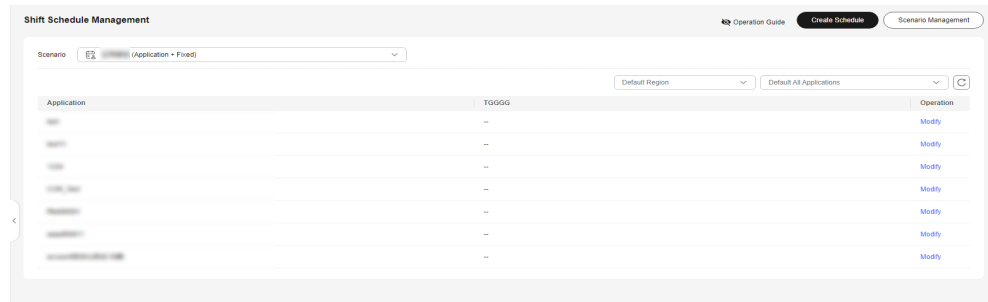 Shift Schedule Management
Operation Guide
Create Schedule
Scenario Management
Scenario
(Application + Fixed)
Default Region
Default All Applications
Application
TGGGG
Operation
--
Modify
--
Modify
--
Modify
--
Modify
--
Modify
--
Modify
--
Modify